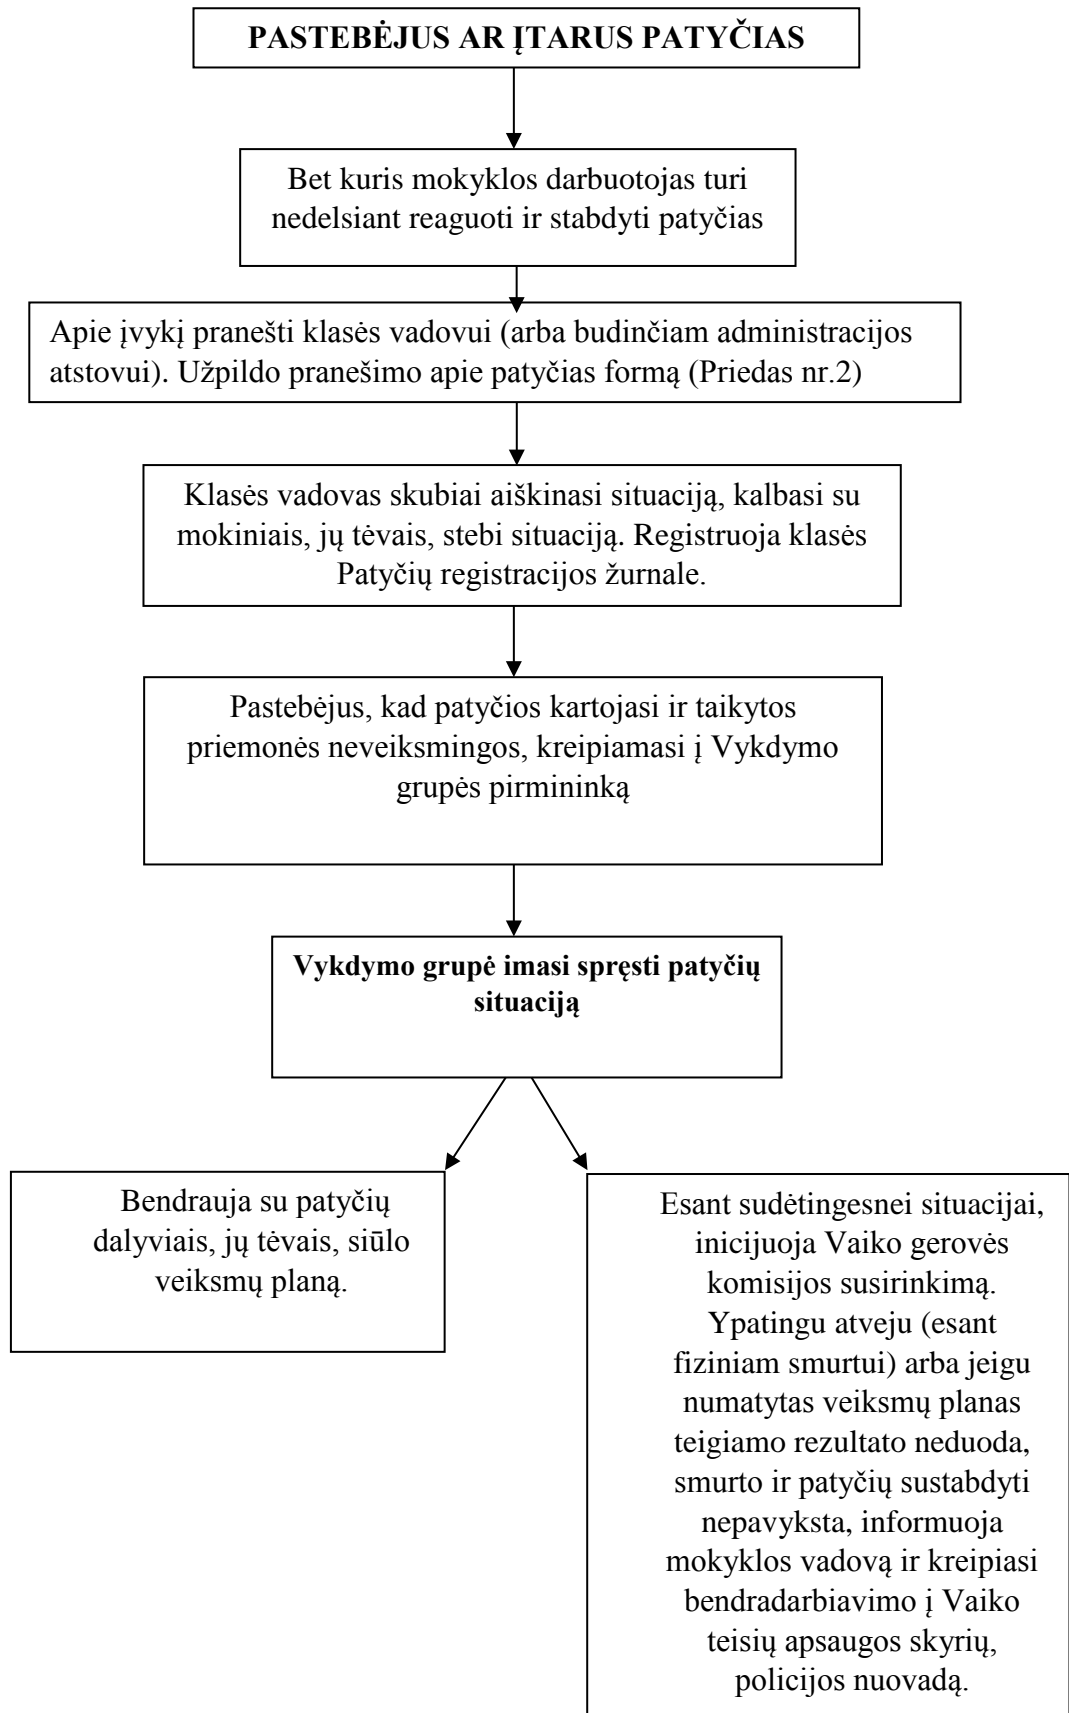 PASTEBĖJUS AR ĮTARUS PATYČIAS
Bet kuris mokyklos darbuotojas turi
nedelsiant reaguoti ir stabdyti patyčias
Apie įvykį pranešti klasės vadovui (arba budinčiam administracijos
atstovui). Užpildo pranešimo apie patyčias formą (Priedas nr.2)
Klasės vadovas skubiai aiškinasi situaciją, kalbasi su
mokiniais, jų tėvais, stebi situaciją. Registruoja klasės
Patyčių registracijos žurnale.
Pastebėjus, kad patyčios kartojasi ir taikytos
priemonės neveiksmingos, kreipiamasi į Vykdymo
grupės pirmininką
Vykdymo grupė imasi spręsti patyčių
situaciją
Bendrauja su patyčių
dalyviais, jų tėvais, siūlo
veiksmų planą.
Esant sudėtingesnei situacijai,
inicijuoja Vaiko gerovės
komisijos susirinkimą.
Ypatingu atveju (esant
fiziniam smurtui) arba jeigu
numatytas veiksmų planas
teigiamo rezultato neduoda,
smurto ir patyčių sustabdyti
nepavyksta, informuoja
mokyklos vadovą ir kreipiasi
bendradarbiavimo į Vaiko
teisių apsaugos skyrių,
policijos nuovadą.